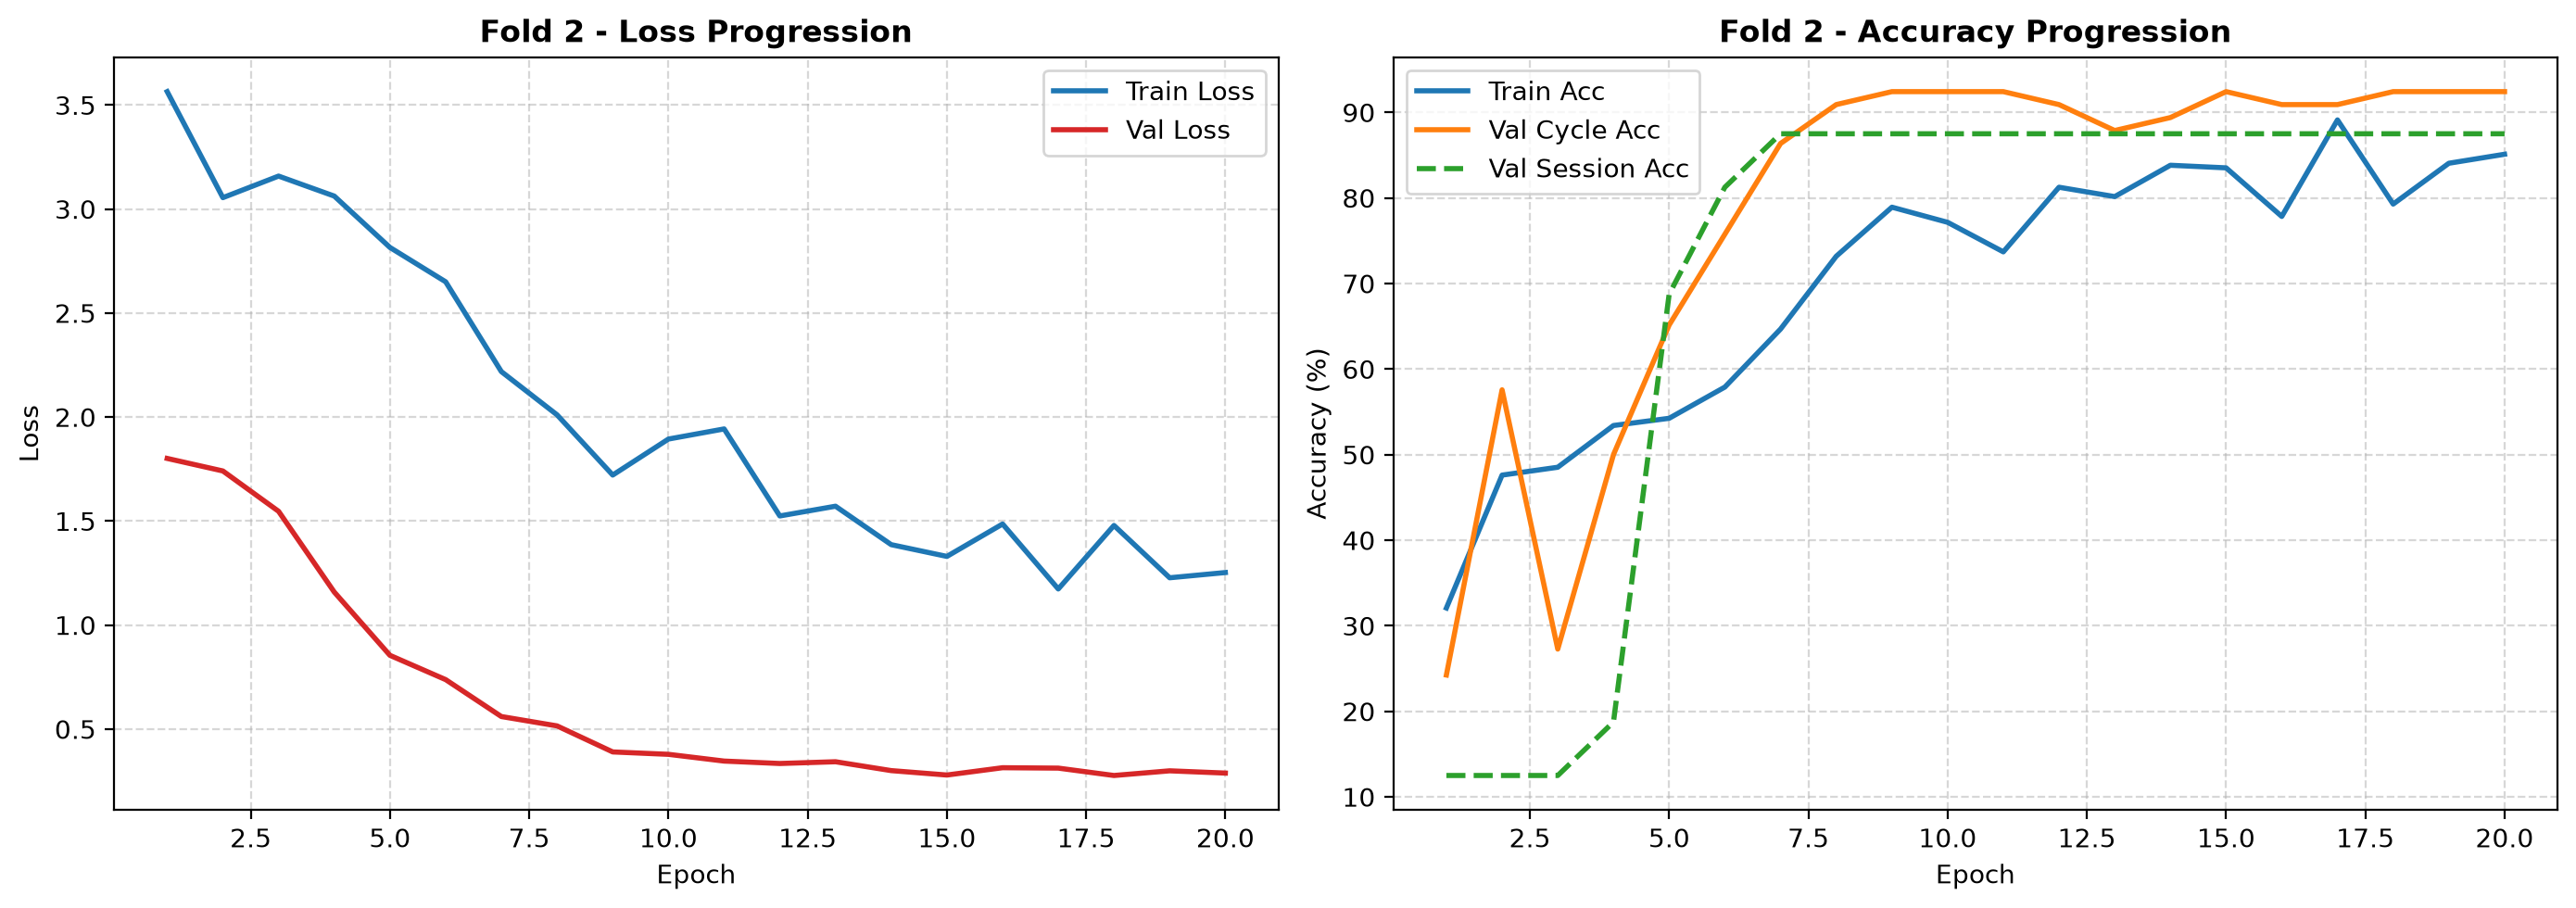 Fold 2 - Loss Progression
Train Loss
Val Loss
3.5
3.0
2.5
2.0
1.5
1.0
0.5
Loss
2.5 5.0 7.5 10.0 12.5 15.0 17.5 20.0
Epoch
Fold 2 - Accuracy Progression
Train Acc
Val Cycle Acc
Val Session Acc
90
80
70
60
50
40
30
20
10
Accuracy (%)
2.5 5.0 7.5 10.0 12.5 15.0 17.5 20.0
Epoch